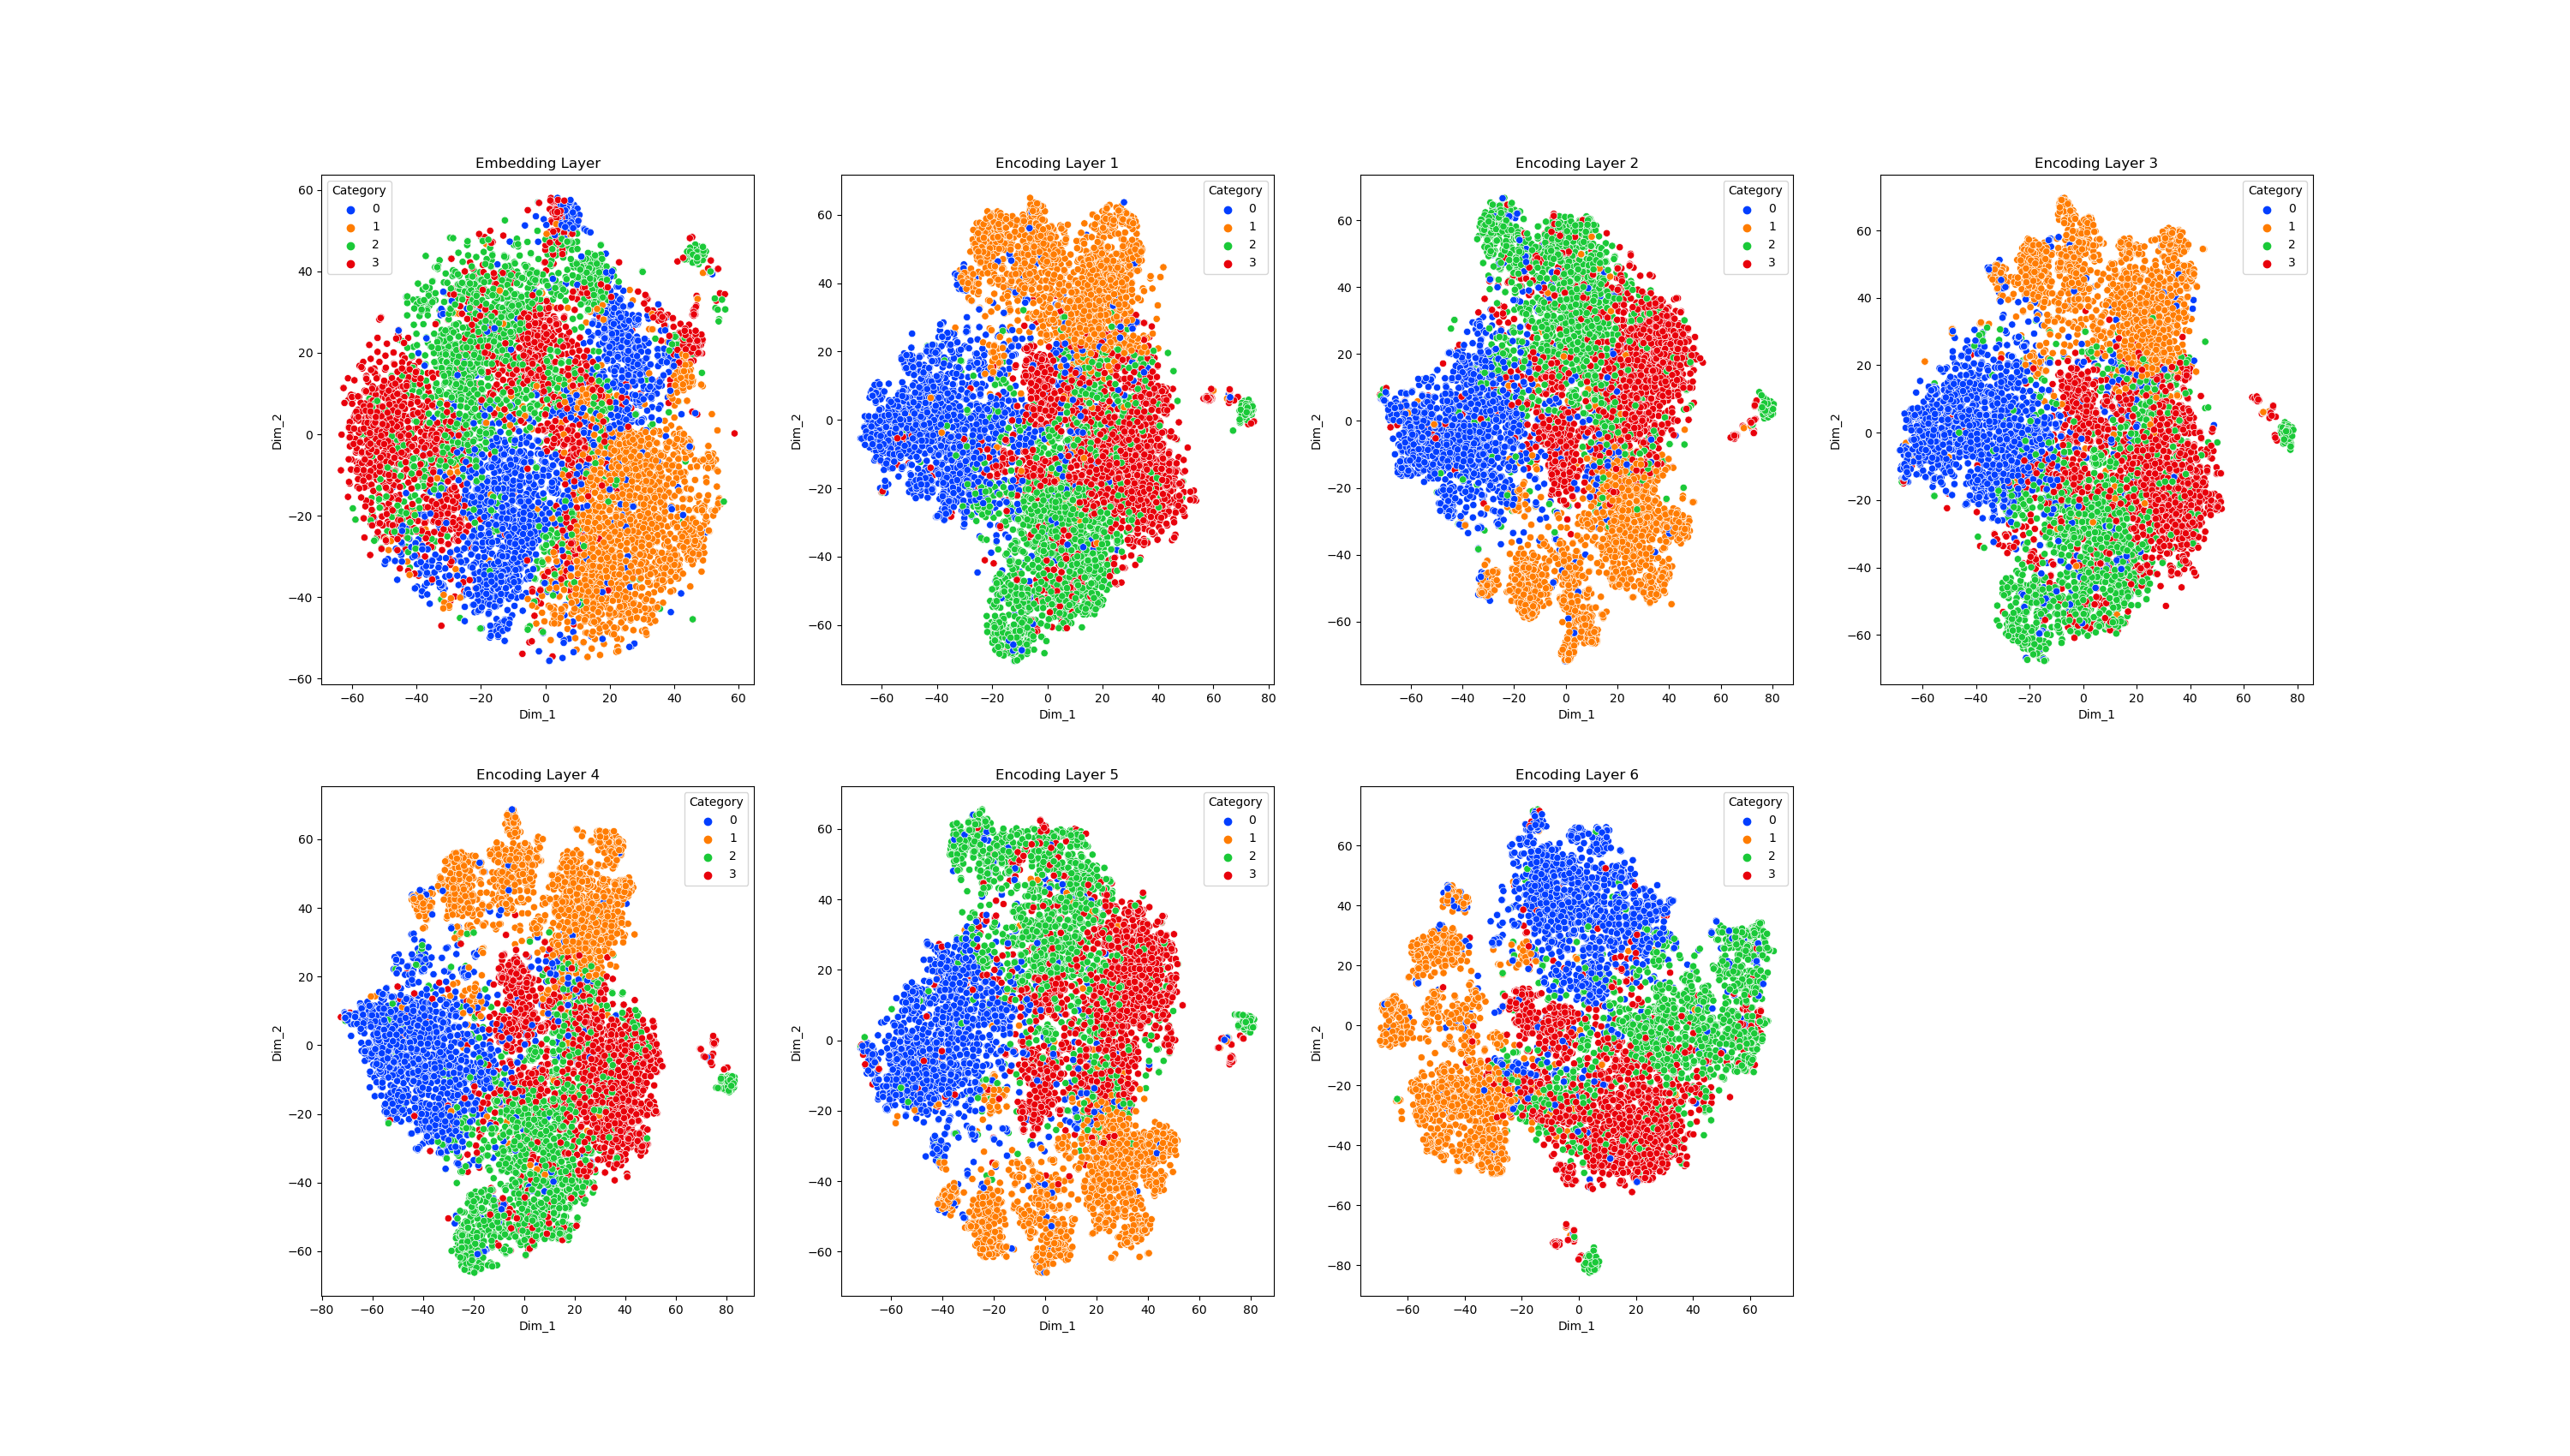 Embedding Layer
Category
0
1
2
3
60
40
20
0
−20
−40
−60
Dim_2
−60 −40 −20 0 20 40 60
Dim_1
Encoding Layer 1
Category
0
1
2
3
60
40
20
0
−20
−40
−60
Dim_2
−60 −40 −20 0 20 40 60 80
Dim_1
Encoding Layer 2
Category
0
1
2
3
60
40
20
0
−20
−40
−60
Dim_2
−60 −40 −20 0 20 40 60 80
Dim_1
Encoding Layer 3
Category
0
1
2
3
60
40
20
0
−20
−40
−60
Dim_2
−60 −40 −20 0 20 40 60 80
Dim_1
Encoding Layer 4
Category
0
1
2
3
60
40
20
0
−20
−40
−60
Dim_2
−80 −60 −40 −20 0 20 40 60 80
Dim_1
Encoding Layer 5
Category
0
1
2
3
60
40
20
0
−20
−40
−60
Dim_2
−60 −40 −20 0 20 40 60 80
Dim_1
Encoding Layer 6
Category
0
1
2
3
60
40
20
0
−20
−40
−60
−80
Dim_2
−60 −40 −20 0 20 40 60
Dim_1